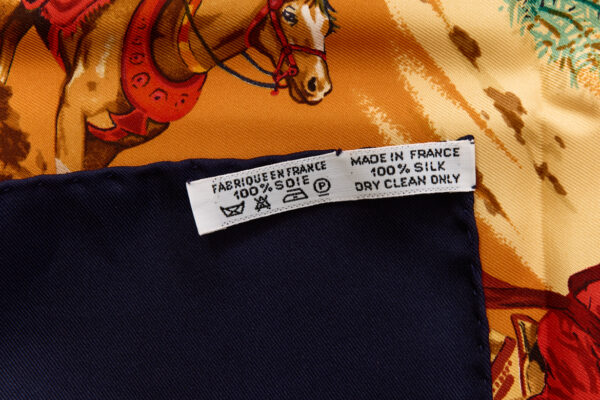 FABRIQUE EN FRANCE
100% SOIE
P
MADE IN FRANCE
100% SILK
DRY CLEAN ONLY